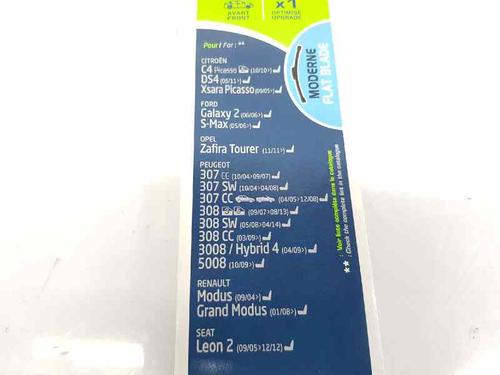 AVANT
FRONT
x1
OPTIMISE
UPGRADE
Pour / For : **
MODERNE
FLAT BLADE
CITROËN
C4 Picasso (10/10>)
DS4 (05/11>)
Xsara Picasso (09/05>)
FORD
Galaxy 2 (06/06>)
S-Max (05/06>)
OPEL
Zafira Tourer (11/11>)
PEUGEOT
307 CC (10/04>09/07)
307 SW (10/04>04/08)
307 CC (04/05>12/08)
308 (09/07>08/13)
308 SW (05/08>04/14)
308 CC (03/09>)
3008 / Hybrid 4 (04/09>)
5008 (10/09>)
RENAULT
Modus (09/04>)
Grand Modus (01/08>)
SEAT
Leon 2 (09/05>12/12)
: Voir liste complète dans le catalogue
** : Check the complete list in the catalogue